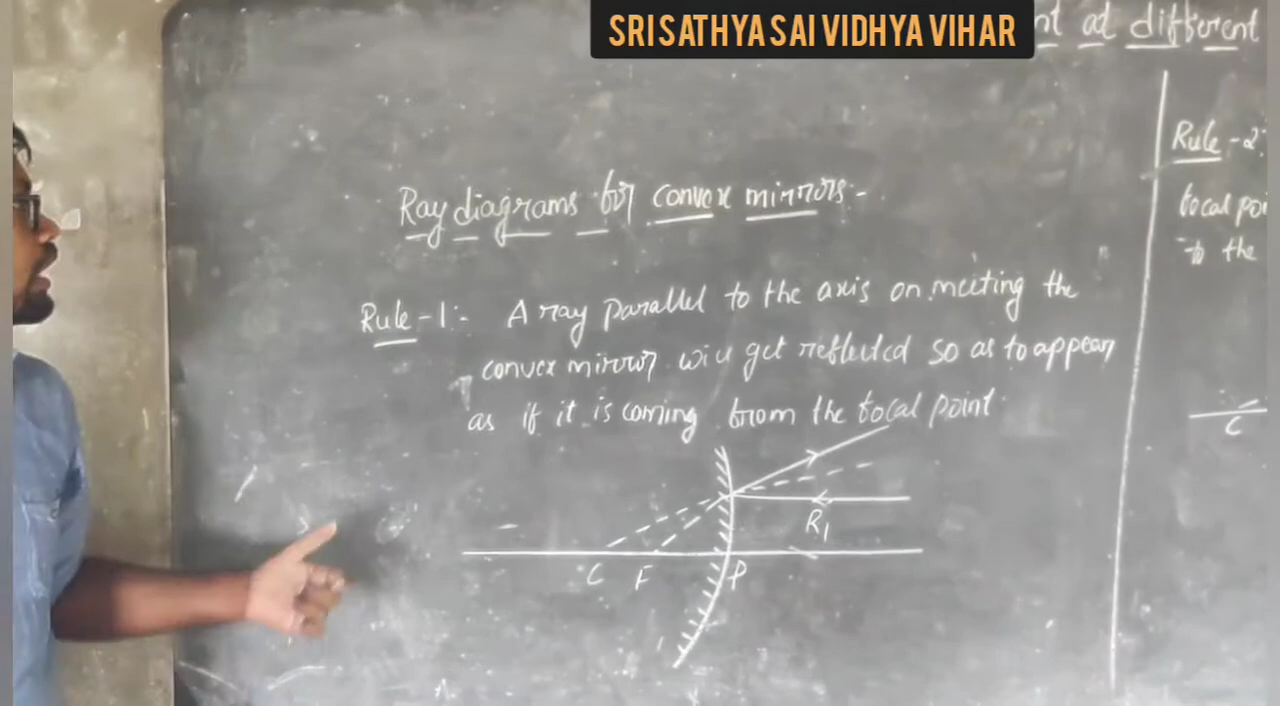 SRI SATHYA SAI VIDHYA VIHAR
at different
Ray diagrams for convex mirrors:-
Rule-1:- A ray parallel to the axis on meeting the
convex mirror will get reflected so as to appear
as if it is coming from the focal point.
R1
C F P
Rule-2:
focal poi
to the
C